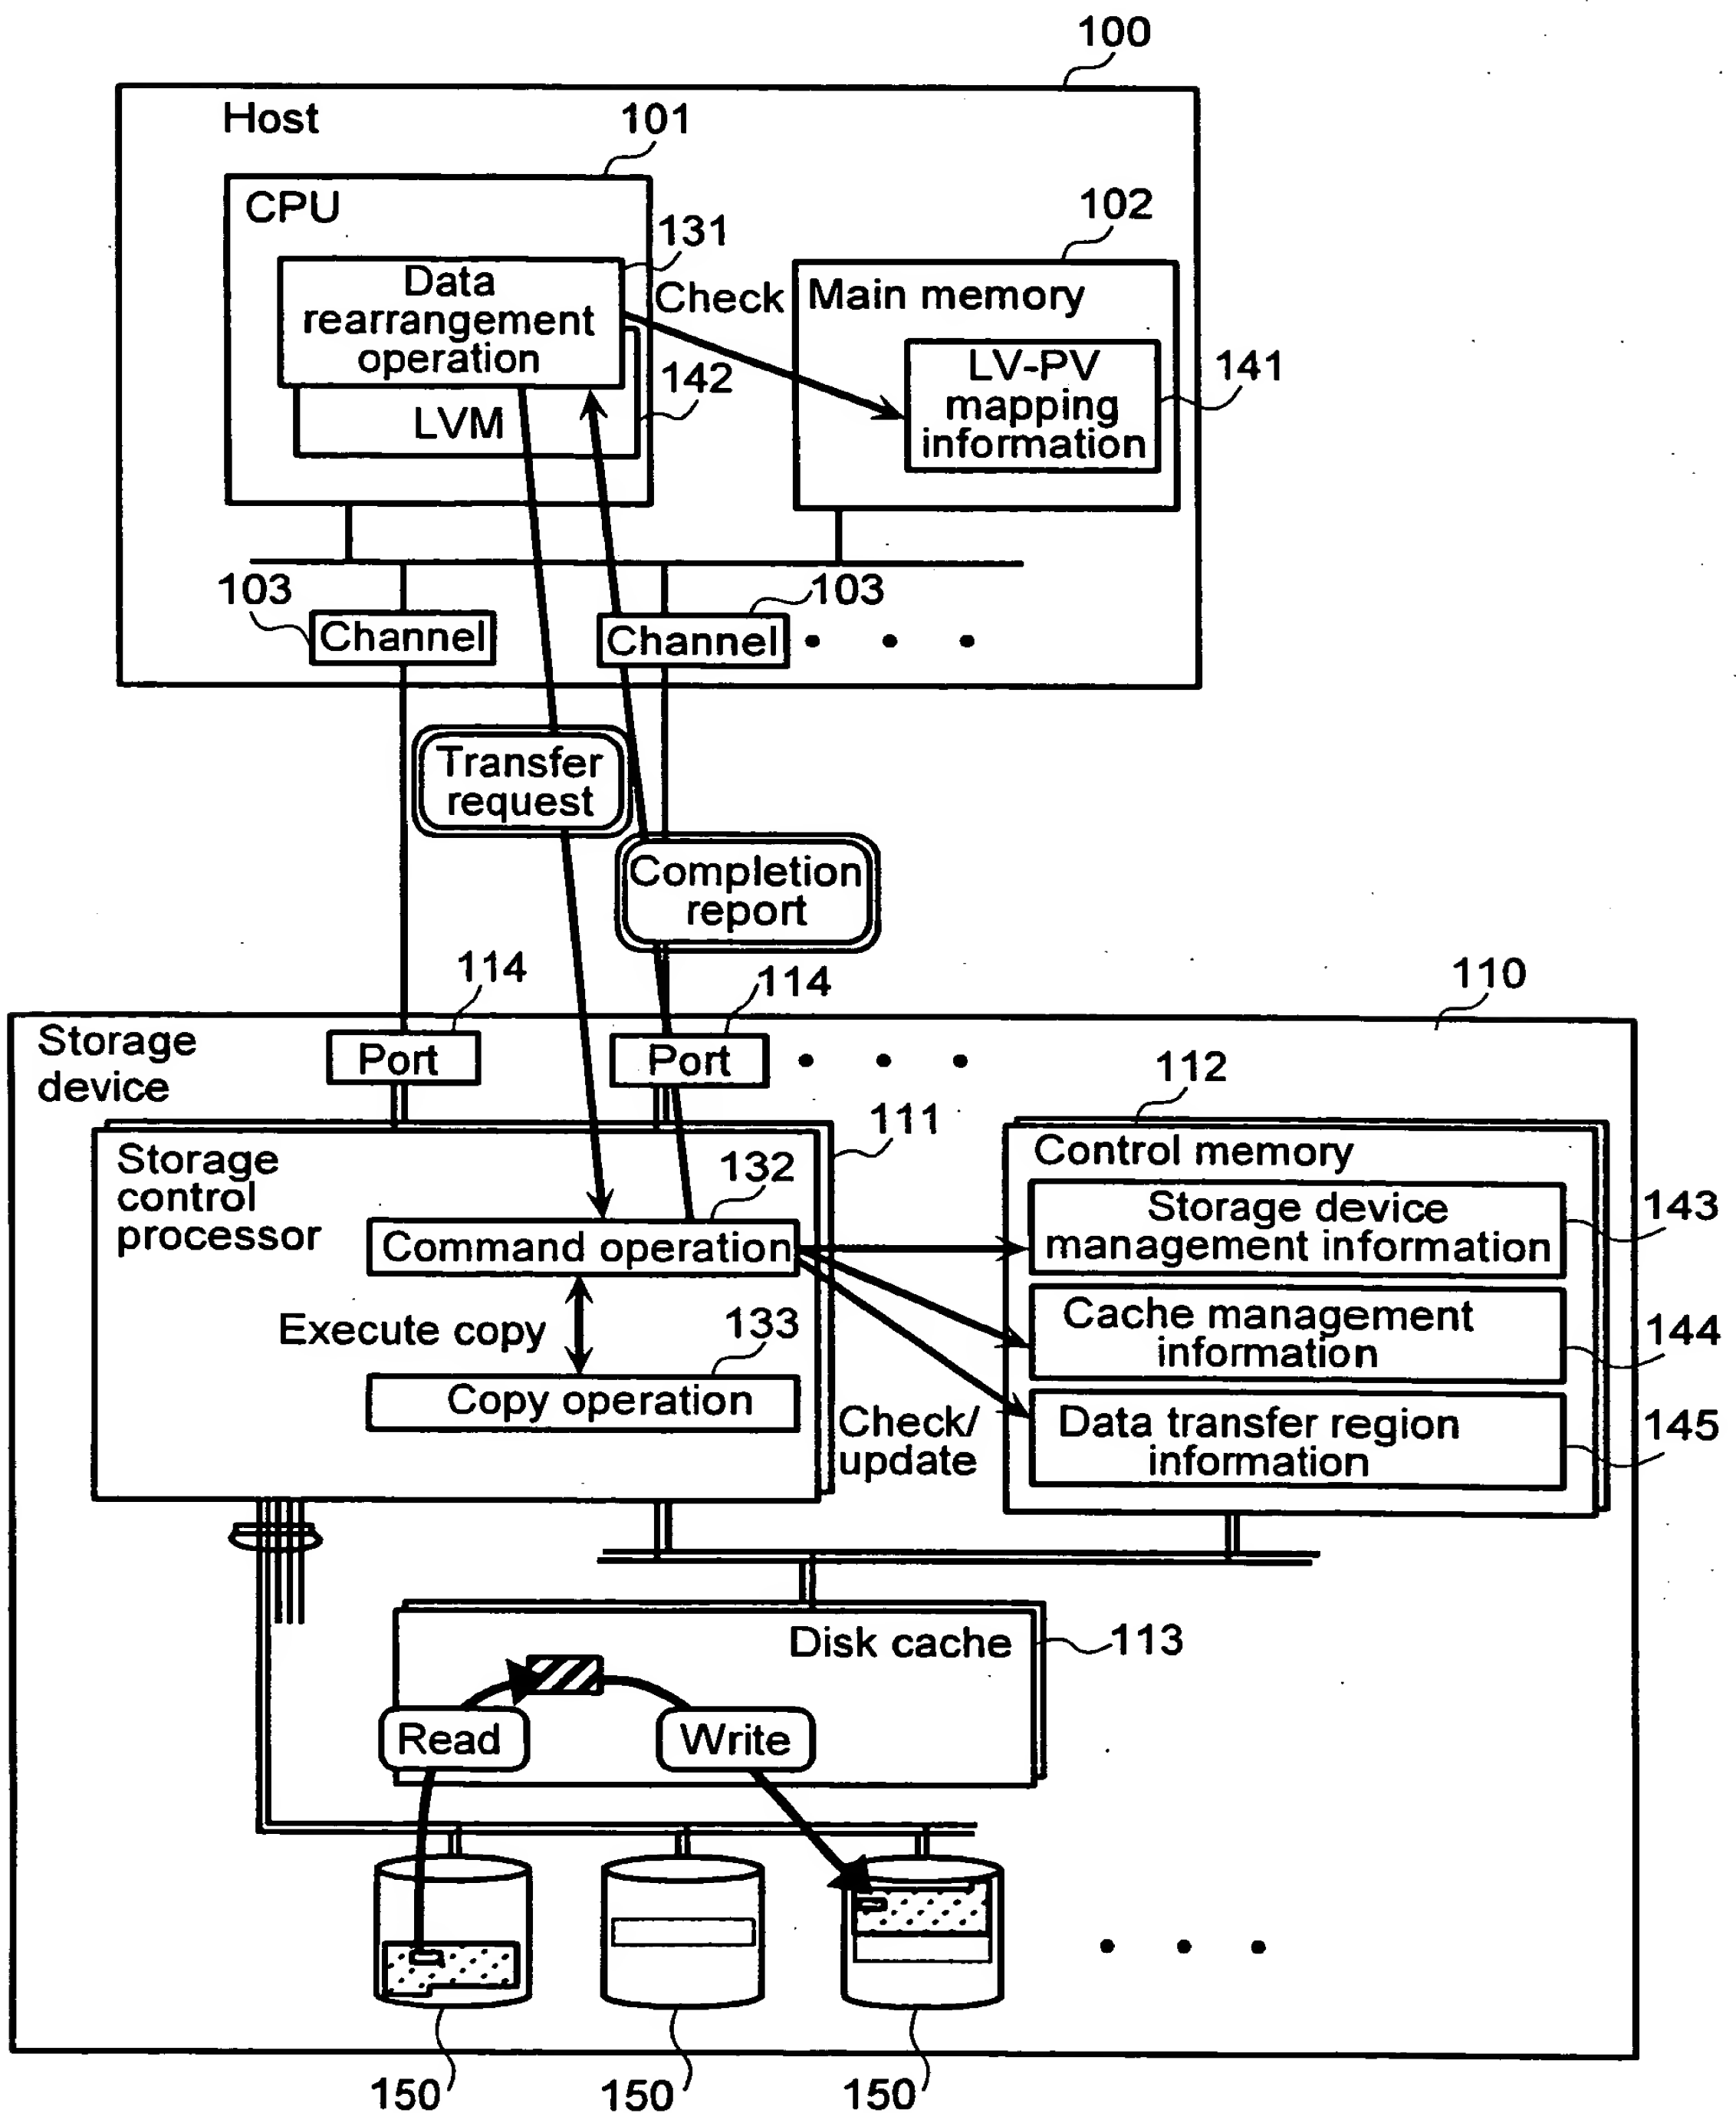 100
Host
101
CPU
102
131
Data
rearrangement
operation
Check
Main memory
142
LVM
LV-PV
mapping
information
141
103
Channel
103
Channel
Transfer
request
Completion
report
114
114
110
Storage
device
Port
Port
112
111
Storage
control
processor
132
Command operation
Execute copy
133
Copy operation
Check/
update
Control memory
Storage device
management information
143
Cache management
information
144
Data transfer region
information
145
Disk cache
113
Read
Write
150
150
150